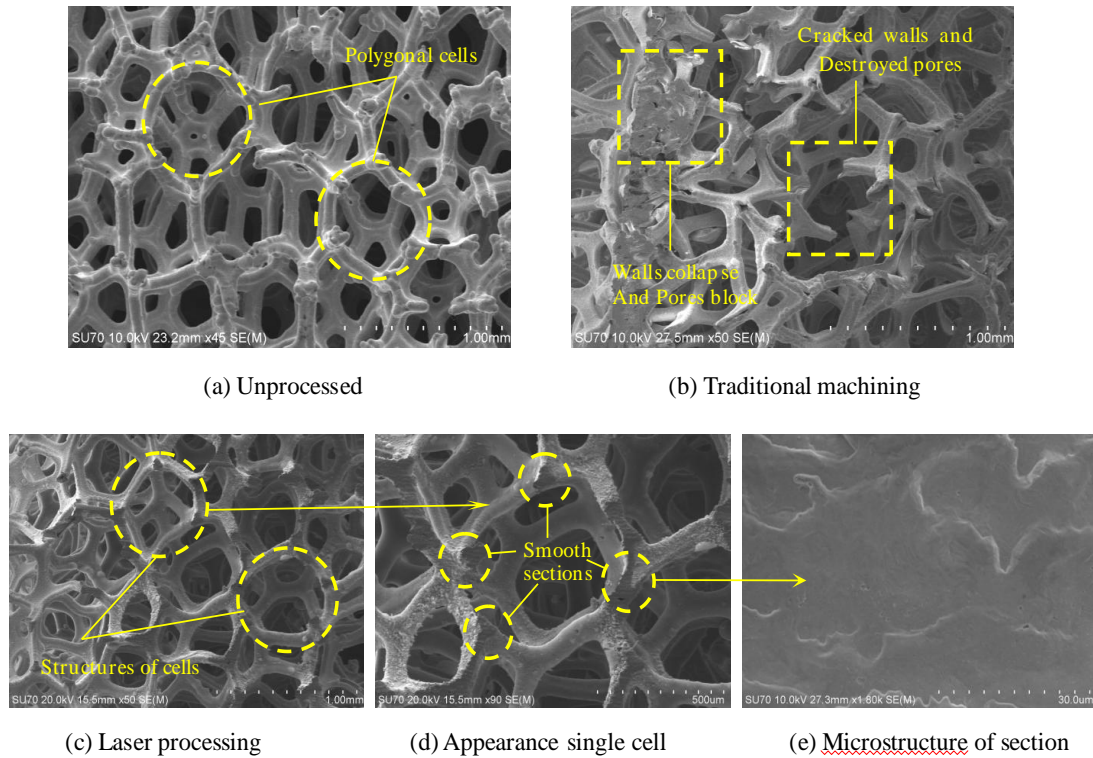 Polygonal cells
SU70 10.0kV 23.2mm x45 SE(M)
1.00mm
(a) Unprocessed
Cracked walls and
Destroyed pores
Walls collapse
And Pores block
SU70 10.0kV 27.5mm x50 SE(M)
1.00mm
(b) Traditional machining
Structures of cells
SU70 20.0kV 15.5mm x50 SE(M)
1.00mm
(c) Laser processing
Smooth
sections
SU70 20.0kV 15.5mm x90 SE(M)
500um
(d) Appearance single cell
SU70 10.0kV 27.3mm x1.80k SE(M)
30.0um
(e) Microstructure of section